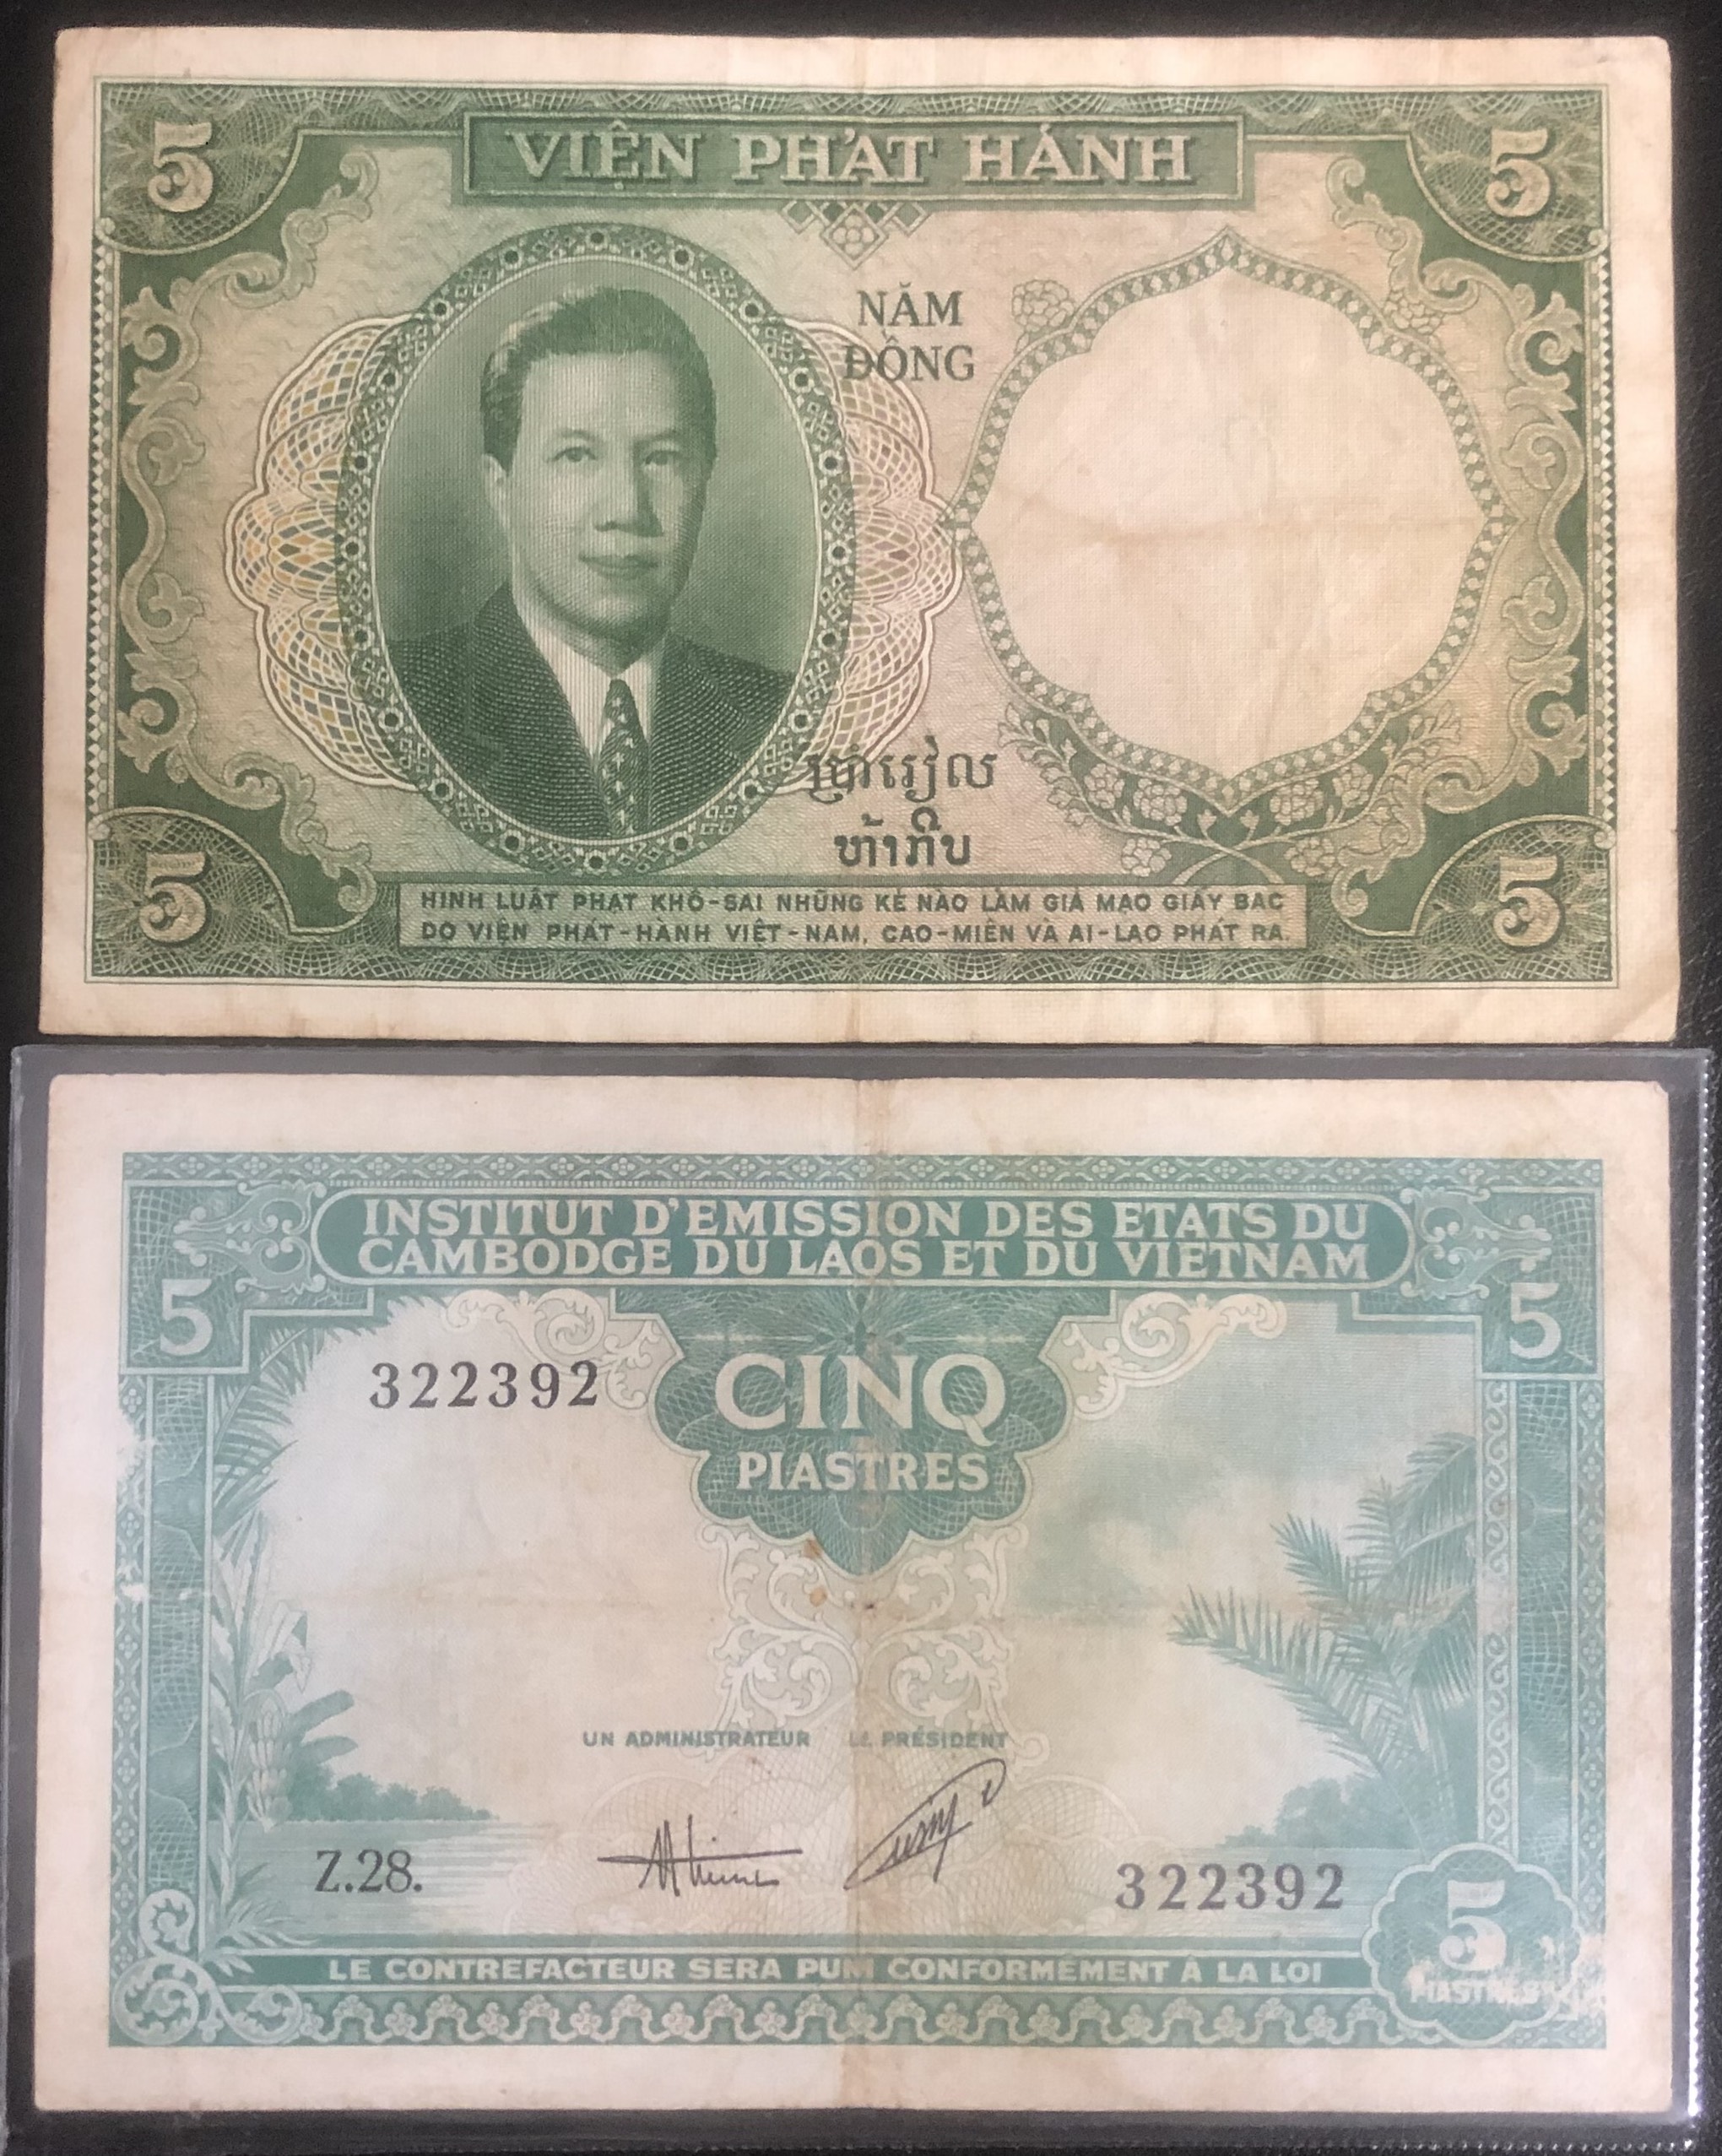 5
VIÊN PHÁT HÀNH
5
NĂM
ĐỒNG
ប្រាំរៀល
ຫ້າກີບ
5
HÌNH LUẬT PHẠT KHỔ-SAI NHỮNG KẺ NÀO LÀM GIẢ MẠO GIẤY BẠC
DO VIỆN PHÁT-HÀNH VIỆT-NAM, CAO-MIÊN VÀ AI-LAO PHÁT RA.
5
INSTITUT D'EMISSION DES ETATS DU
CAMBODGE DU LAOS ET DU VIETNAM
5
5
322392
CINQ
PIASTRES
UN ADMINISTRATEUR LE PRÉSIDENT
Z.28.
322392
5
PIASTRES
LE CONTREFACTEUR SERA PUNI CONFORMÉMENT À LA LOI